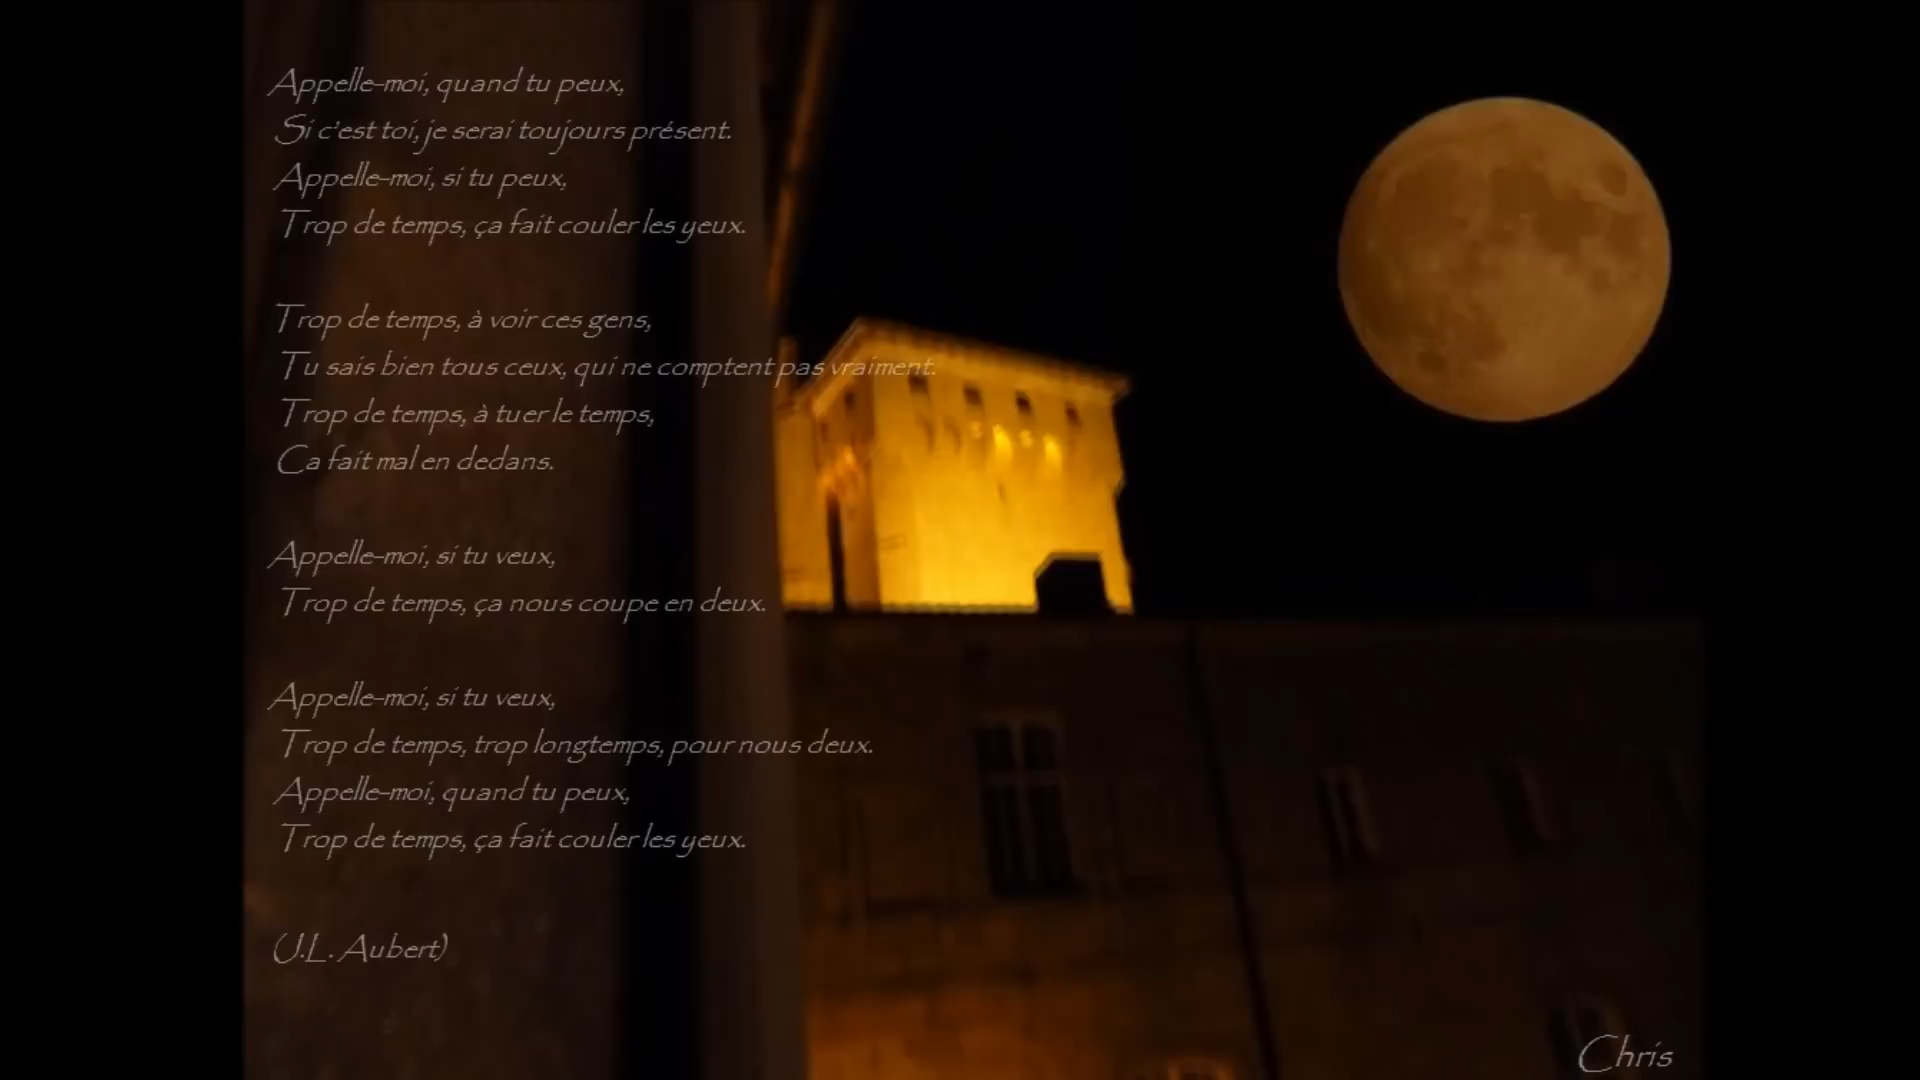 Appelle-moi, quand tu peux,
Si c'est toi, je serai toujours présent.
Appelle-moi, si tu peux,
Trop de temps, ça fait couler les yeux.
Trop de temps, à voir ces gens,
Tu sais bien tous ceux, qui ne comptent pas vraiment.
Trop de temps, à tuer le temps,
Ca fait mal en dedans.
Appelle-moi, si tu veux,
Trop de temps, ça nous coupe en deux.
Appelle-moi, si tu veux,
Trop de temps, trop longtemps, pour nous deux.
Appelle-moi, quand tu peux,
Trop de temps, ça fait couler les yeux.
(J.L. Aubert)
Chris